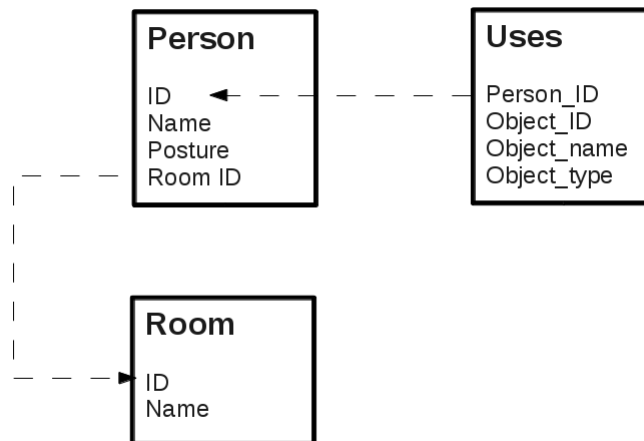 Person
ID
Name
Posture
Room ID
Uses
Person_ID
Object_ID
Object_name
Object_type
Room
ID
Name